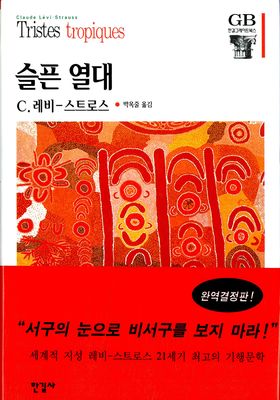 Claude Lévi-Strauss
Tristes tropiques
GB
한길그레이트북스
슬픈 열대
C. 레비-스트로스 • 박옥줄 옮김
완역결정판!
"서구의 눈으로 비서구를 보지 마라!"
세계적 지성 레비-스트로스 21세기 최고의 기행문학
한길사